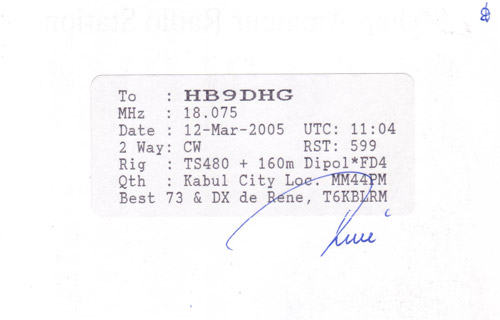 To : HB9DHG
MHz : 18.075
Date : 12-Mar-2005 UTC: 11:04
2 Way: CW RST: 599
Rig : TS480 + 160m Dipol*FD4
Qth : Kabul City Loc. MM44PM
Best 73 & DX de Rene, T6KBLRM